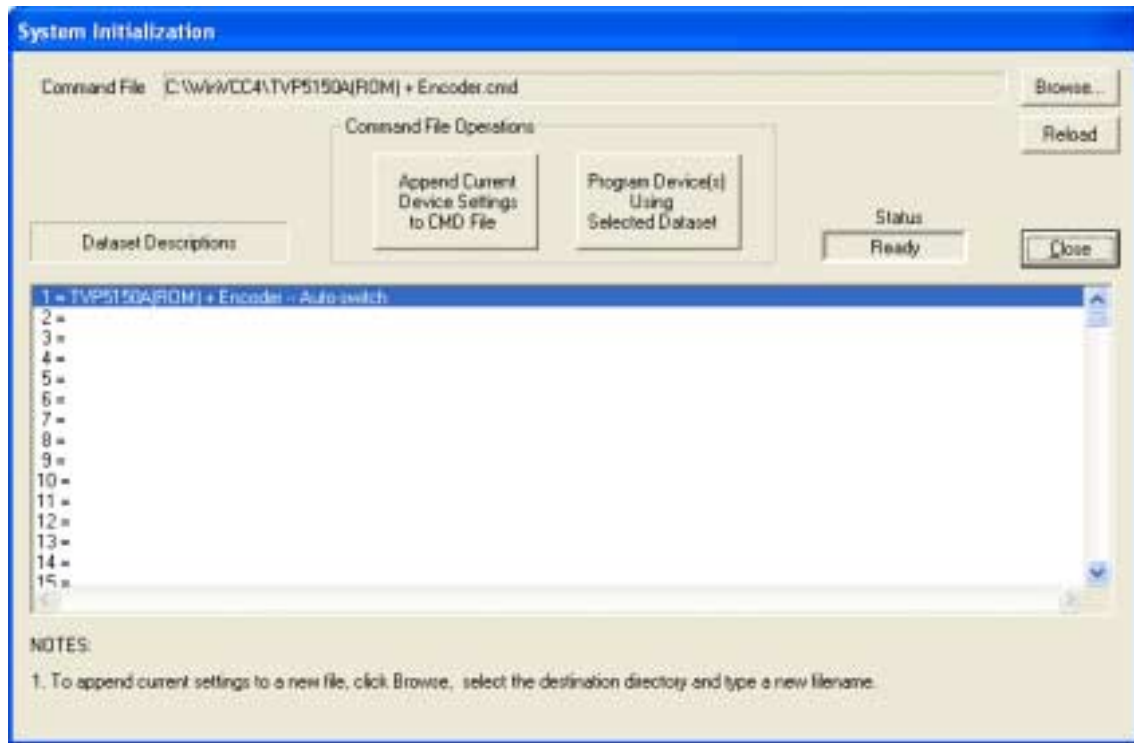 System Initialization
Command File C:\WinVCC4\TVP5150A(ROM) + Encoder.cmd
Browse...
Reload
Command File Operations
Append Current
Device Settings
to CMD File
Program Device(s)
Using
Selected Dataset
Status
Ready
Dataset Descriptions
Close
1 = TVP5150A(ROM) + Encoder -- Auto-switch
2 =
3 =
4 =
5 =
6 =
7 =
8 =
9 =
10 =
11 =
12 =
13 =
14 =
15 =
NOTES:
1. To append current settings to a new file, click Browse, select the destination directory and type a new filename.